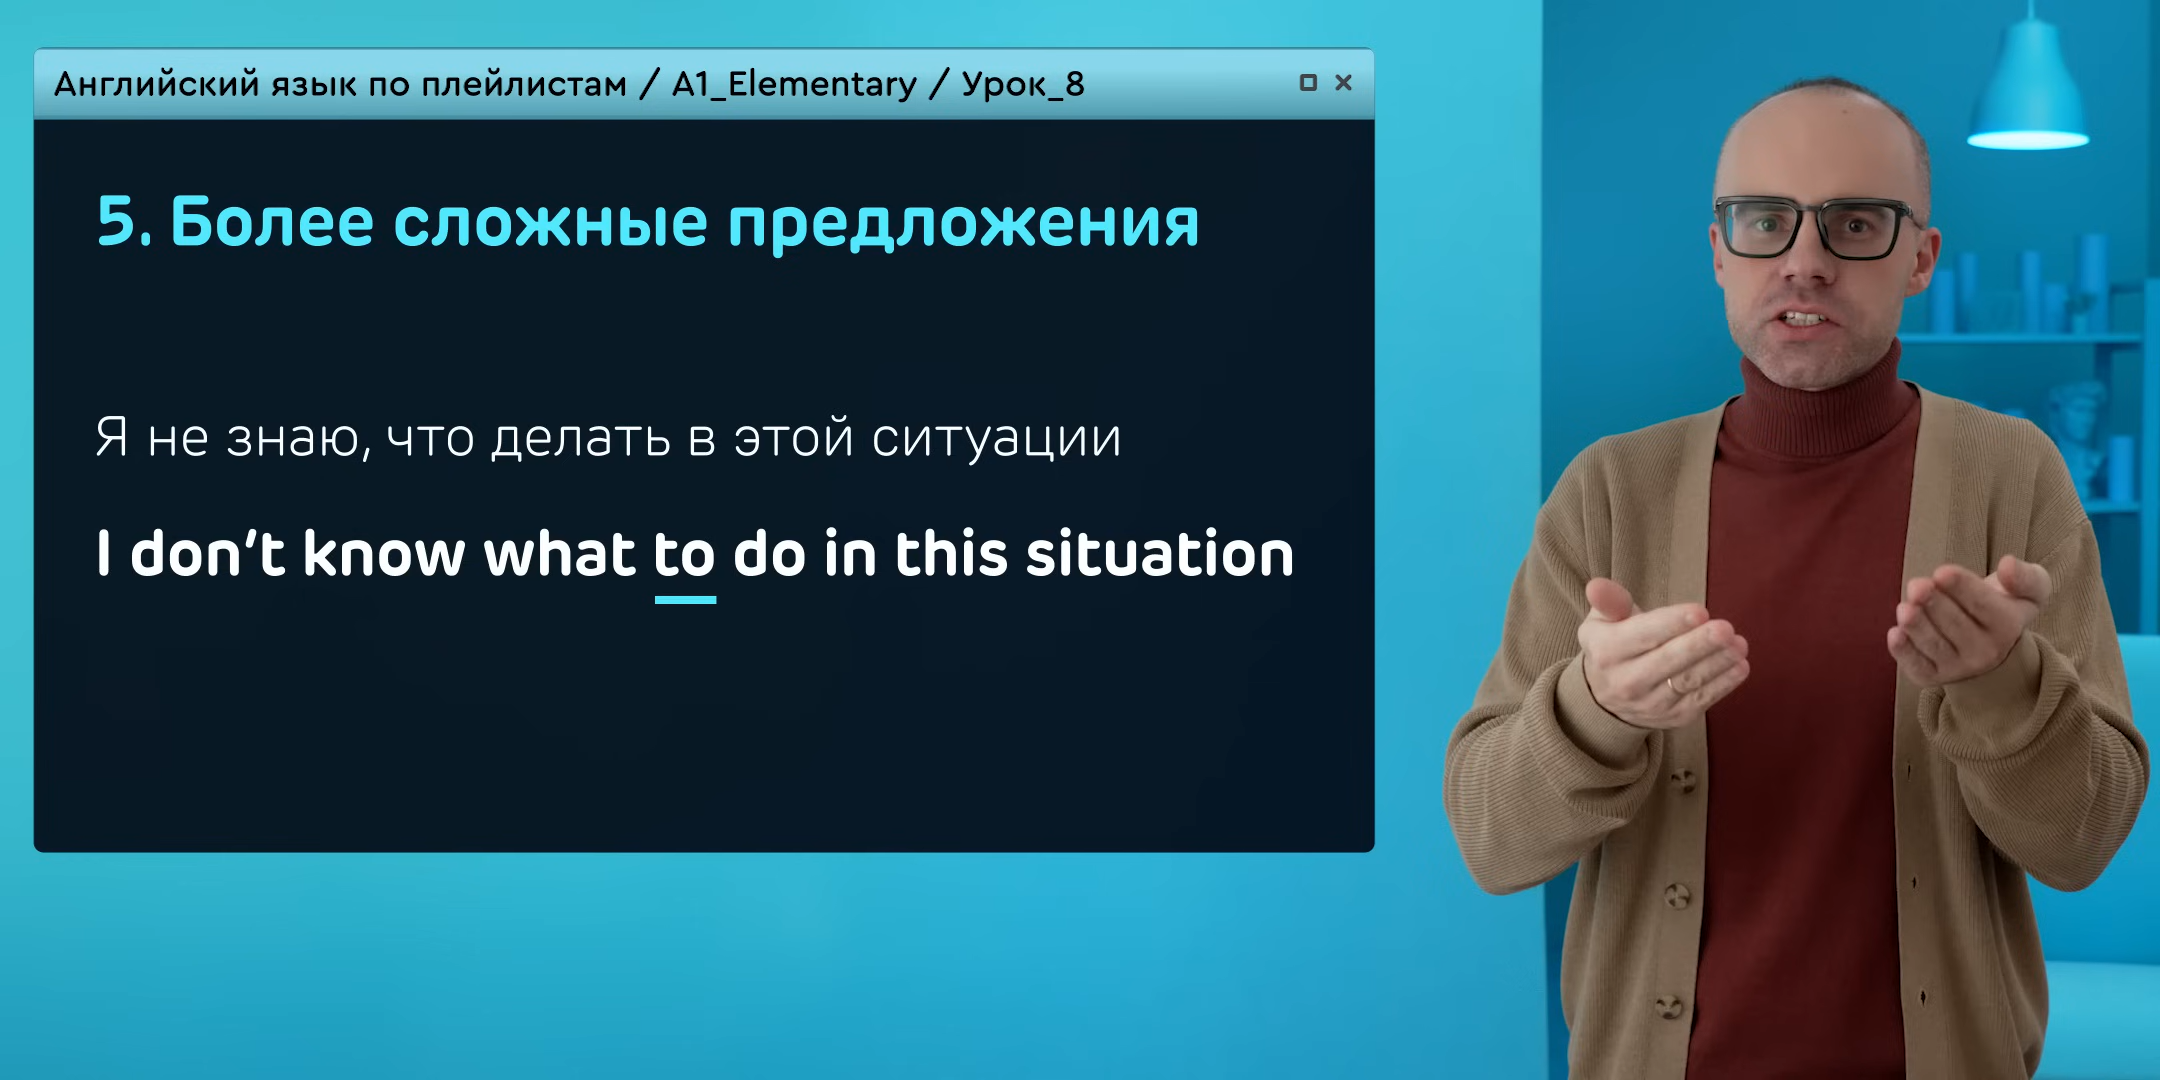 Английский язык по плейлистам / A1_Elementary / Урок_8
5. Более сложные предложения
Я не знаю, что делать в этой ситуации
I don’t know what to do in this situation